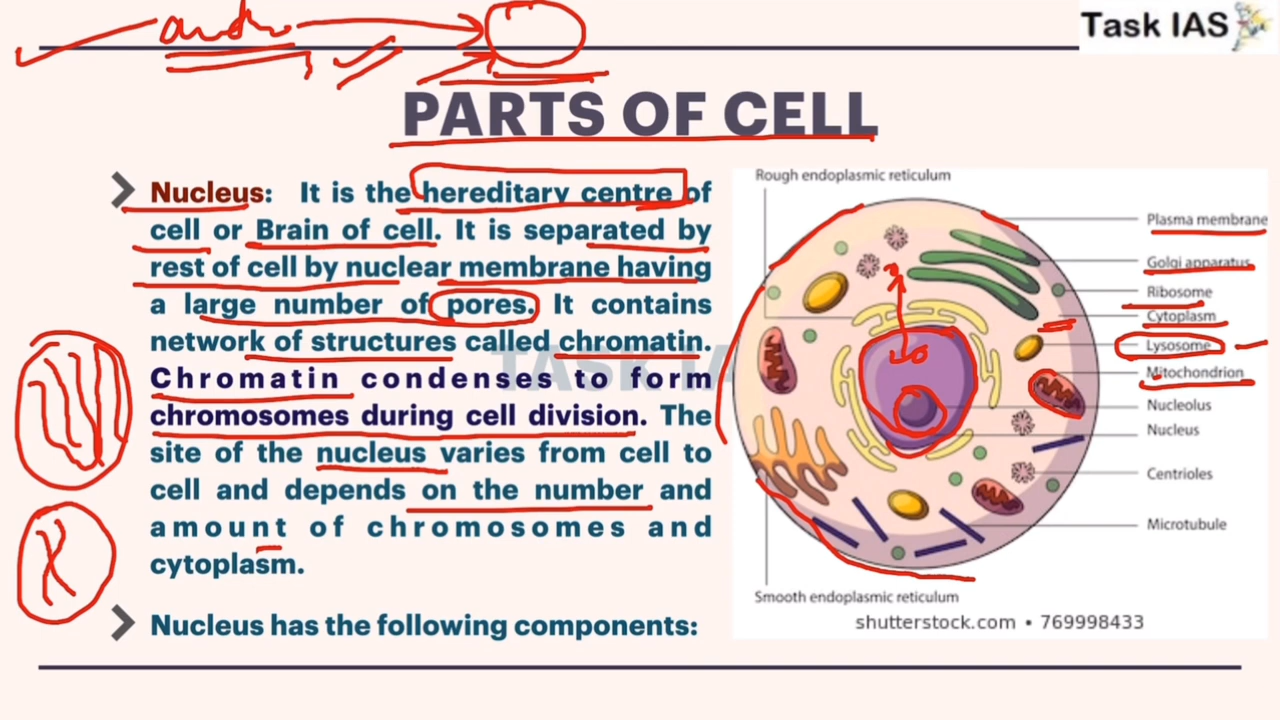 Task IAS
PARTS OF CELL
Nucleus: It is the hereditary centre of
cell or Brain of cell. It is separated by
rest of cell by nuclear membrane having
a large number of pores. It contains
network of structures called chromatin.
Chromatin condenses to form
chromosomes during cell division. The
site of the nucleus varies from cell to
cell and depends on the number and
amount of chromosomes and
cytoplasm.
Nucleus has the following components:
Rough endoplasmic reticulum
Plasma membrane
Golgi apparatus
Ribosome
Cytoplasm
Lysosome
Mitochondrion
Nucleolus
Nucleus
Centrioles
Microtubule
Smooth endoplasmic reticulum
shutterstock.com • 769998433